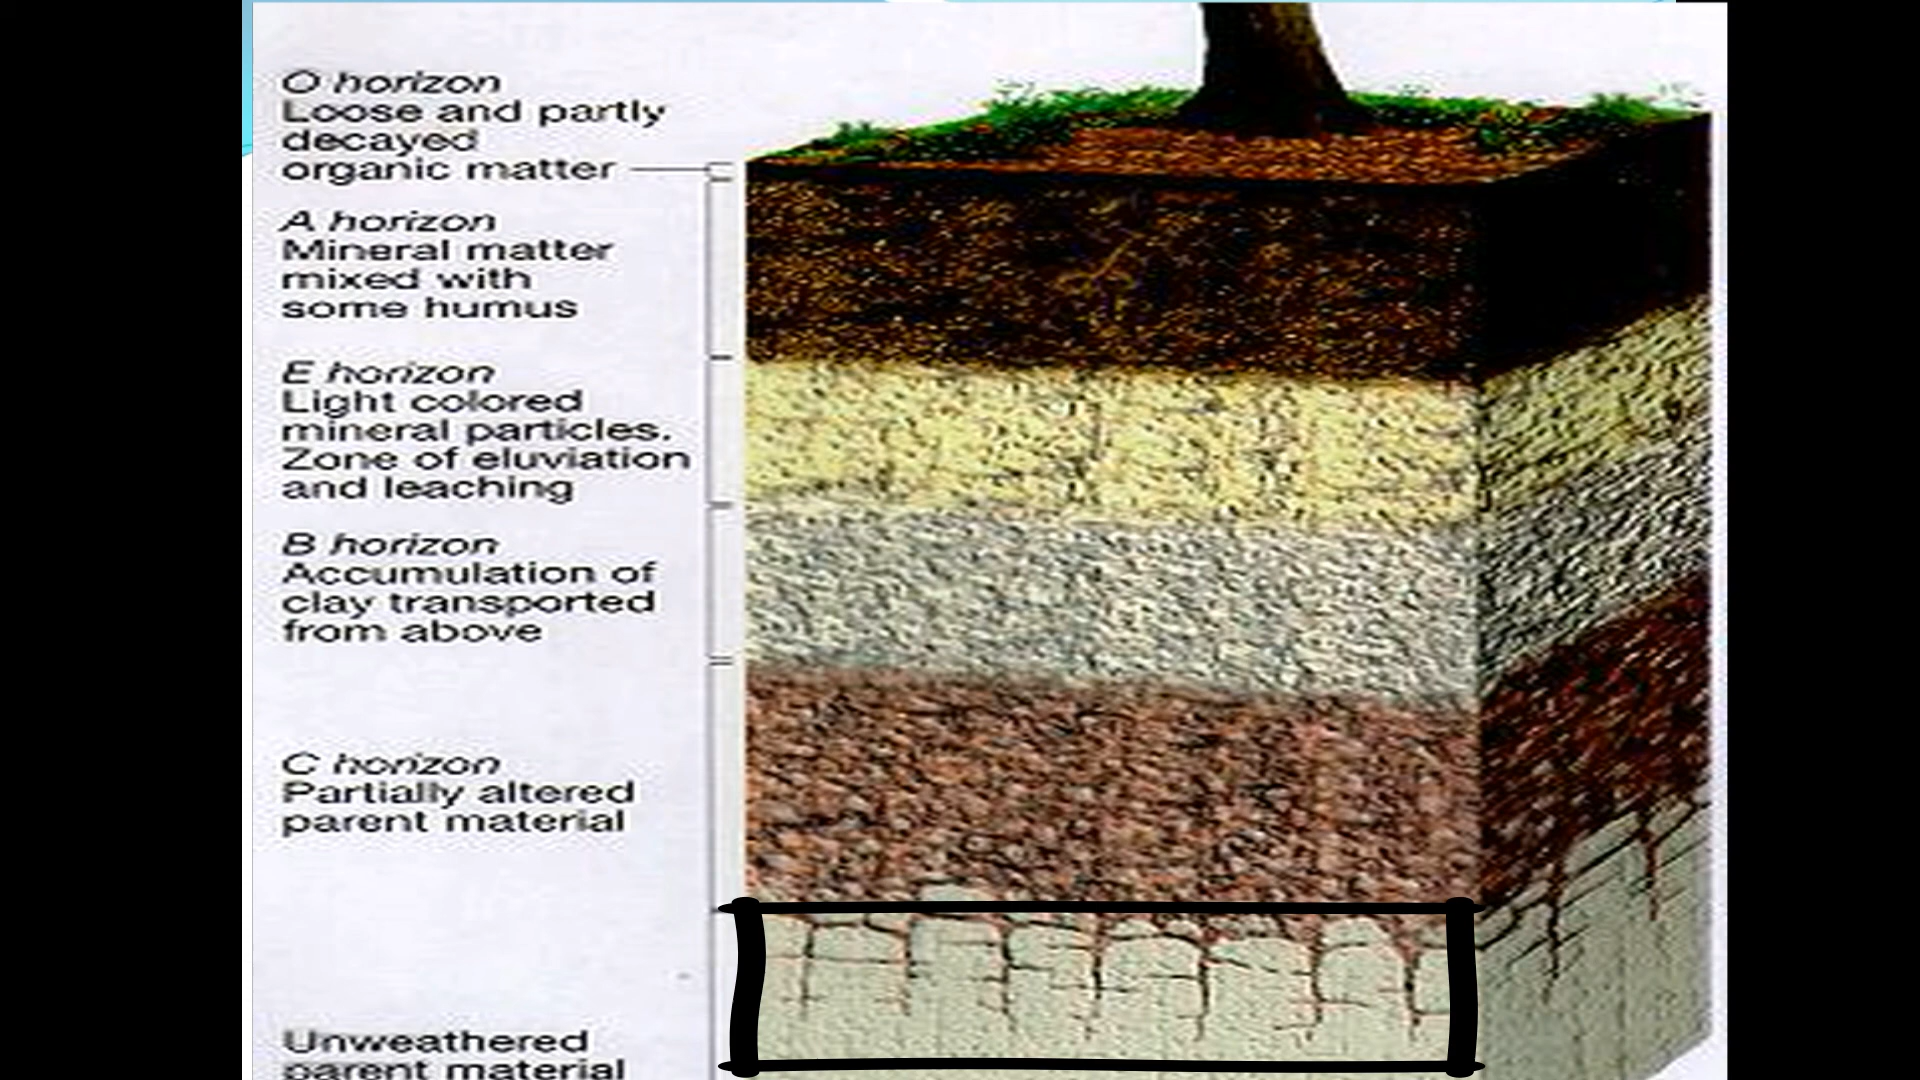 O horizon
Loose and partly
decayed
organic matter
A horizon
Mineral matter
mixed with
some humus
E horizon
Light colored
mineral particles.
Zone of eluviation
and leaching
B horizon
Accumulation of
clay transported
from above
C horizon
Partially altered
parent material
Unweathered
parent material